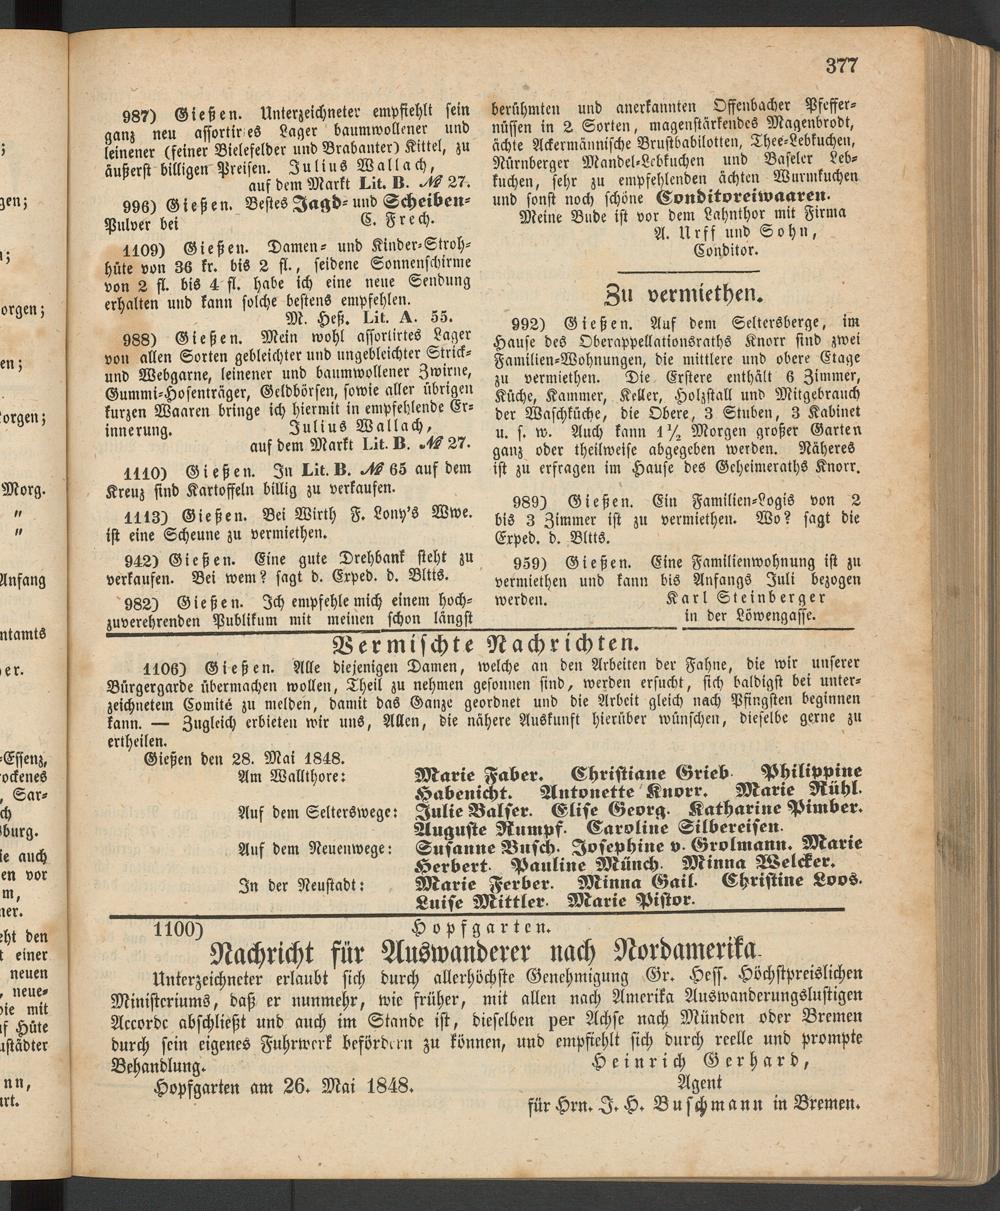 377
987) Gießen. Unterzeichneter empfiehlt sein
ganz neu assortir es Lager baumwollener und
leinener (feiner Bielefelder und Brabanter) Kittel, zu
äußerst billigen Preisen. Julius Wallach,
auf dem Markt Lit. B. № 27.
996) Gießen. Bestes Jagd- und Scheiben-
Pulver bei C. Frech.
1109) Gießen. Damen- und Kinder-Stroh-
hüte von 36 kr. bis 2 fl., seidene Sonnenschirme
von 2 fl. bis 4 fl. habe ich eine neue Sendung
erhalten und kann solche bestens empfehlen.
M. Heß. Lit. A. 55.
988) Gießen. Mein wohl assortirtes Lager
von allen Sorten gebleichter und ungebleichter Strick-
und Webgarne, leinener und baumwollener Zwirne,
Gummi-Hosenträger, Geldbörsen, sowie aller übrigen
kurzen Waaren bringe ich hiermit in empfehlende Er-
innerung. Julius Wallach,
auf dem Markt Lit. B. № 27.
1110) Gießen. In Lit. B. № 65 auf dem
Kreuz sind Kartoffeln billig zu verkaufen.
1113) Gießen. Bei Wirth F. Lony's Wwe.
ist eine Scheune zu vermiethen.
942) Gießen. Eine gute Drehbank steht zu
verkaufen. Bei wem? sagt d. Exped. d. Bltts.
982) Gießen. Ich empfehle mich einem hoch-
zuverehrenden Publikum mit meinen schon längst
berühmten und anerkannten Offenbacher Pfeffer-
nüssen in 2 Sorten, magenstärkendes Magenbrodt,
ächte Ackermännische Brustbabilotten, Thee-Lebkuchen,
Nürnberger Mandel-Lebkuchen und Baseler Leb-
kuchen, sehr zu empfehlenden ächten Wurmkuchen
und sonst noch schöne Conditoreiwaaren.
Meine Bude ist vor dem Lahnthor mit Firma
A. Urff und Sohn,
Conditor.
Zu vermiethen.
992) Gießen. Auf dem Seltersberge, im
Hause des Oberappellationsraths Knorr sind zwei
Familien-Wohnungen, die mittlere und obere Etage
zu vermiethen. Die Erstere enthält 6 Zimmer,
Küche, Kammer, Keller, Holzstall und Mitgebrauch
der Waschküche, die Obere, 3 Stuben, 3 Kabinet
u. s. w. Auch kann 1½ Morgen großer Garten
ganz oder theilweise abgegeben werden. Näheres
ist zu erfragen im Hause des Geheimeraths Knorr.
989) Gießen. Ein Familien-Logis von 2
bis 3 Zimmer ist zu vermiethen. Wo? sagt die
Exped. d. Bltts.
959) Gießen. Eine Familienwohnung ist zu
vermiethen und kann bis Anfangs Juli bezogen
werden. Karl Steinberger
in der Löwengasse.
Vermischte Nachrichten.
1106) Gießen. Alle diejenigen Damen, welche an den Arbeiten der Fahne, die wir unserer
Bürgergarde übermachen wollen, Theil zu nehmen gesonnen sind, werden ersucht, sich baldigst bei unter-
zeichnetem Comité zu melden, damit das Ganze geordnet und die Arbeit gleich nach Pfingsten beginnen
kann. — Zugleich erbieten wir uns, Allen, die nähere Auskunft hierüber wünschen, dieselbe gerne zu
ertheilen.
Gießen den 28. Mai 1848.
Am Wallthore: Marie Faber. Christiane Grieb. Philippine
Habenicht. Antonette Knorr. Marie Rühl.
Auf dem Selterswege: Julie Balser. Elise Georg. Katharine Pimber.
Auguste Rumpf. Caroline Silbereisen.
Auf dem Neuenwege: Susanne Busch. Josephine v. Grolmann. Marie
Herbert. Pauline Münch. Minna Welcker.
In der Neustadt: Marie Ferber. Minna Gail. Christine Loos.
Luise Mittler. Marie Pistor.
1100) Hopfgarten.
Nachricht für Auswanderer nach Nordamerika.
Unterzeichneter erlaubt sich durch allerhöchste Genehmigung Gr. Hess. Höchstpreislichen
Ministeriums, daß er nunmehr, wie früher, mit allen nach Amerika Auswanderungslustigen
Accorde abschließt und auch im Stande ist, dieselben per Achse nach Münden oder Bremen
durch sein eigenes Fuhrwerk befördern zu können, und empfiehlt sich durch reelle und prompte
Behandlung. Heinrich Gerhard,
Hopfgarten am 26. Mai 1848. Agent
für Hrn. J. H. Buschmann in Bremen.